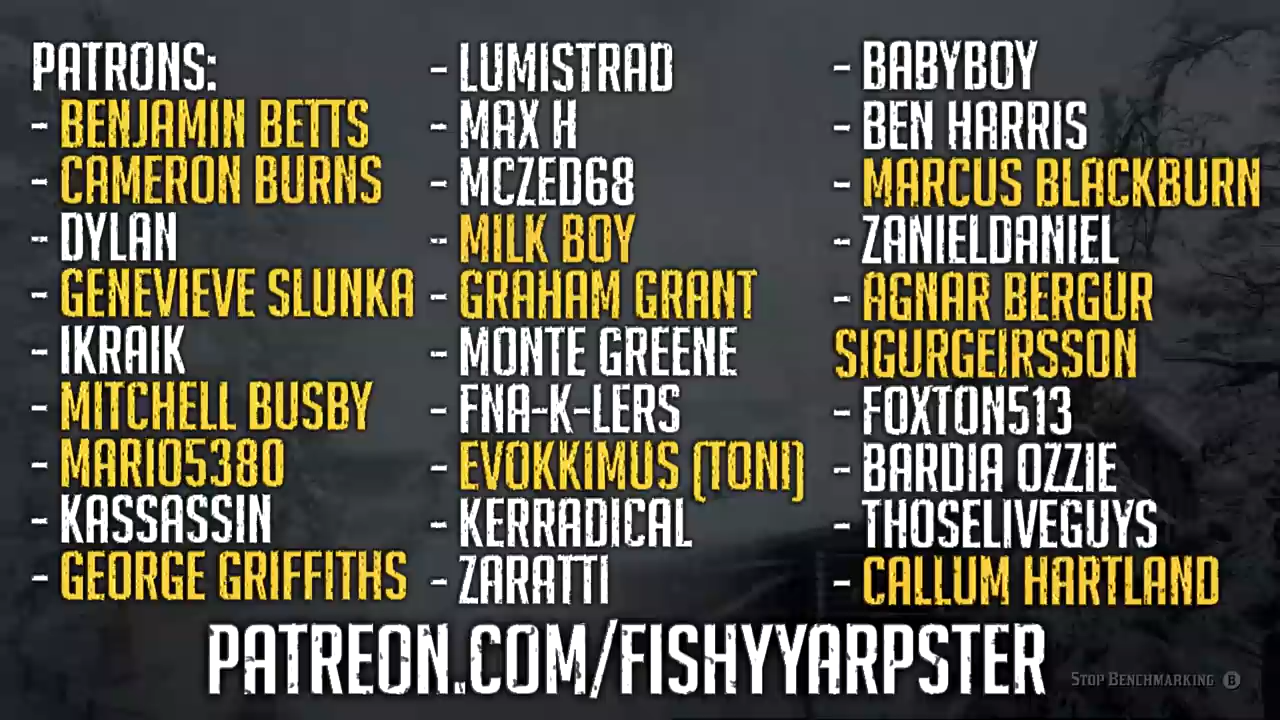 PATRONS:
- BENJAMIN BETTS
- CAMERON BURNS
- DYLAN
- GENEVIEVE SLUNKA
- IKRAIK
- MITCHELL BUSBY
- MARIO5380
- KASSASSIN
- GEORGE GRIFFITHS
- LUMISTRAD
- MAX H
- MCZED68
- MILK BOY
- GRAHAM GRANT
- MONTE GREENE
- FNA-K-LERS
- EVOKKIMUS (TONI)
- KERRADICAL
- ZARATTI
- BABYBOY
- BEN HARRIS
- MARCUS BLACKBURN
- ZANIELDANIEL
- AGNAR BERGUR
SIGURGEIRSSON
- FOXTON513
- BARDIA OZZIE
- THOSELIVEGUYS
- CALLUM HARTLAND
PATREON.COM/FISHYYARPSTER
STOP BENCHMARKING B